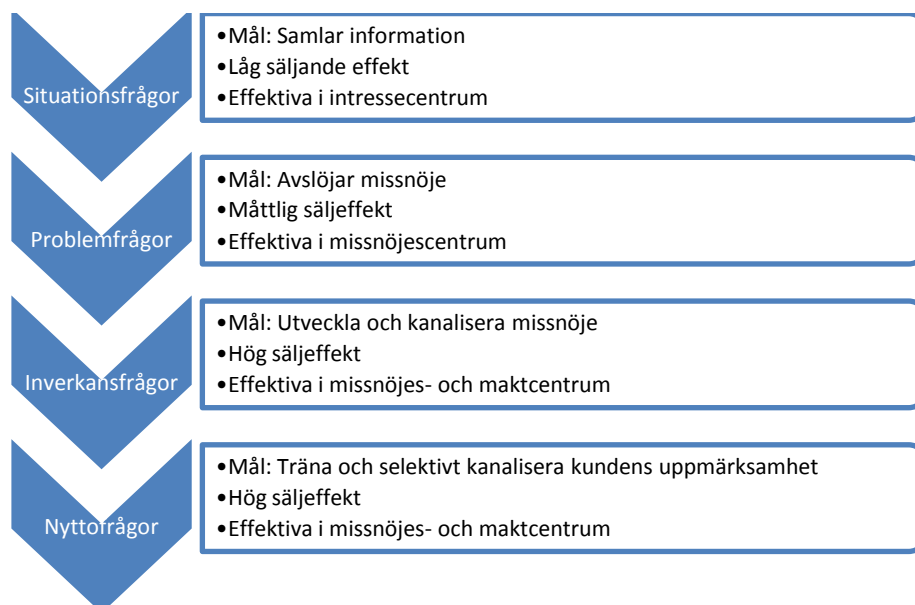 Situationsfrågor
•Mål: Samlar information
•Låg säljande effekt
•Effektiva i intressecentrum
Problemfrågor
•Mål: Avslöjar missnöje
•Måttlig säljeffekt
•Effektiva i missnöjescentrum
Inverkansfrågor
•Mål: Utveckla och kanalisera missnöje
•Hög säljeffekt
•Effektiva i missnöjes- och maktcentrum
Nyttofrågor
•Mål: Träna och selektivt kanalisera kundens uppmärksamhet
•Hög säljeffekt
•Effektiva i missnöjes- och maktcentrum